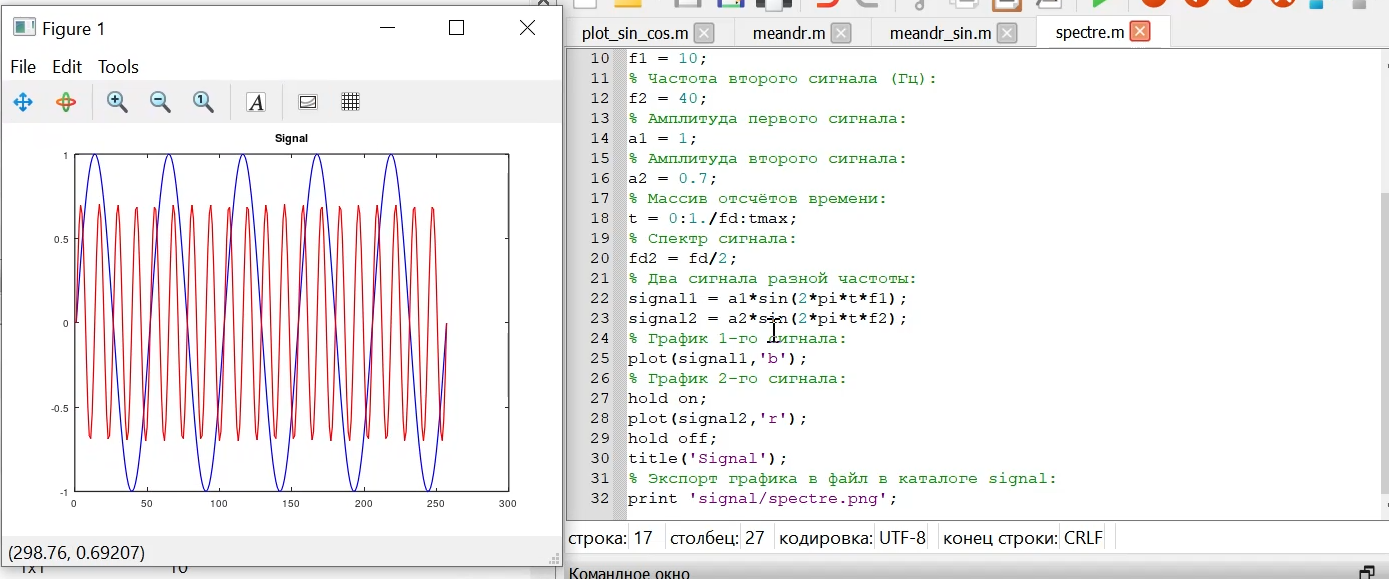 Figure 1
File Edit Tools
A
Signal
1
0.5
0
-0.5
-1
0 50 100 150 200 250 300
(298.76, 0.69207)
1x1 10
plot_sin_cos.m meandr.m meandr_sin.m spectre.m
10 f1 = 10;
11 % Частота второго сигнала (Гц):
12 f2 = 40;
13 % Амплитуда первого сигнала:
14 a1 = 1;
15 % Амплитуда второго сигнала:
16 a2 = 0.7;
17 % Массив отсчётов времени:
18 t = 0:1./fd:tmax;
19 % Спектр сигнала:
20 fd2 = fd/2;
21 % Два сигнала разной частоты:
22 signal1 = a1*sin(2*pi*t*f1);
23 signal2 = a2*sin(2*pi*t*f2);
24 % График 1-го сигнала:
25 plot(signal1,'b');
26 % График 2-го сигнала:
27 hold on;
28 plot(signal2,'r');
29 hold off;
30 title('Signal');
31 % Экспорт графика в файл в каталоге signal:
32 print 'signal/spectre.png';
строка: 17 столбец: 27 кодировка: UTF-8 конец строки: CRLF
Командное окно